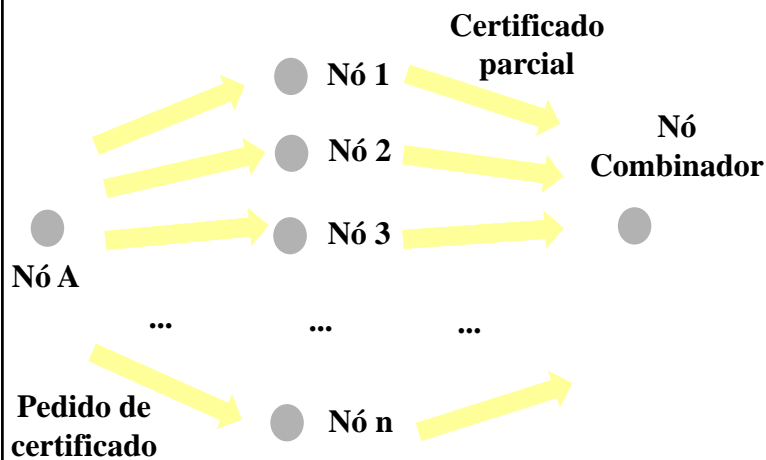 Certificado
parcial
Nó 1
Nó
Combinador
Nó 2
Nó 3
Nó A
... ... ...
Pedido de
certificado
Nó n